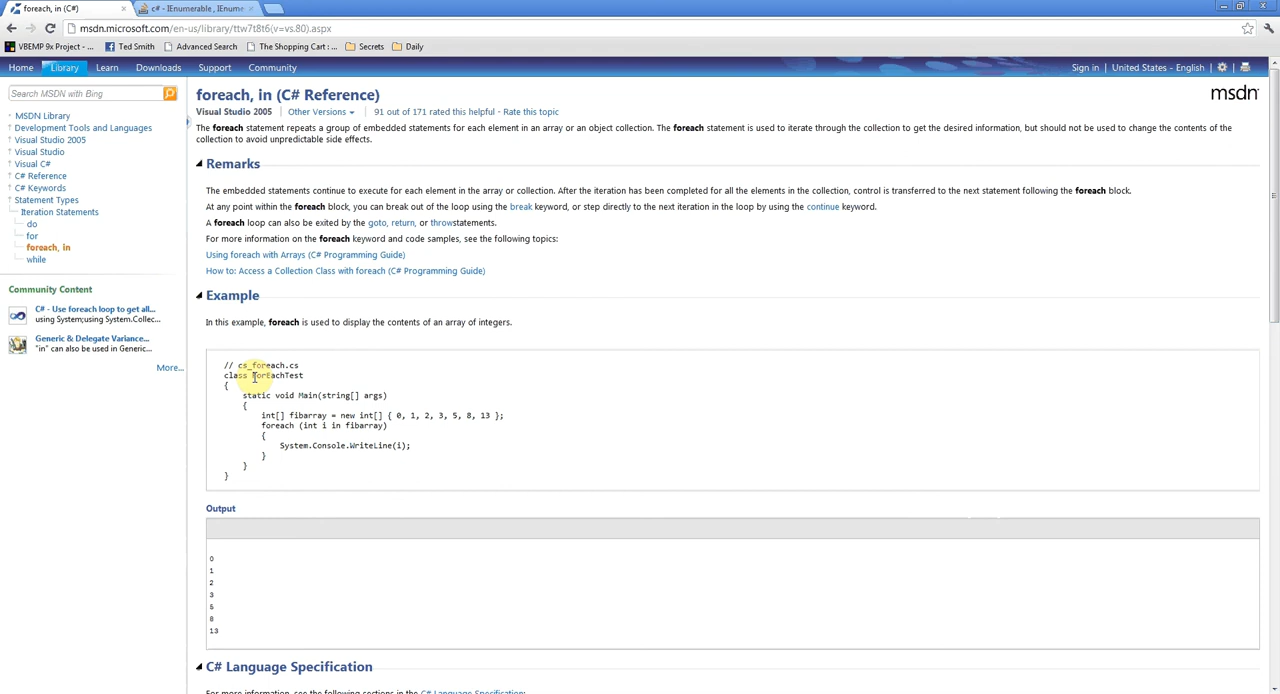 foreach, in (C#)
c# - IEnumerable , IEnume
msdn.microsoft.com/en-us/library/ttw7t8t6(v=vs.80).aspx
VBEMP 9x Project - ...
Ted Smith
Advanced Search
The Shopping Cart : ...
Secrets
Daily
Home
Library
Learn
Downloads
Support
Community
Sign in | United States - English |
Search MSDN with Bing
MSDN Library
Development Tools and Languages
Visual Studio 2005
Visual Studio
Visual C#
C# Reference
C# Keywords
Statement Types
Iteration Statements
do
for
foreach, in
while
Community Content
C# - Use foreach loop to get all...
using System;using System.Collec...
Generic & Delegate Variance...
"in" can also be used in Generic...
More...
msdn
foreach, in (C# Reference)
Visual Studio 2005 | Other Versions | 91 out of 171 rated this helpful - Rate this topic
The foreach statement repeats a group of embedded statements for each element in an array or an object collection. The foreach statement is used to iterate through the collection to get the desired information, but should not be used to change the contents of the
collection to avoid unpredictable side effects.
Remarks
The embedded statements continue to execute for each element in the array or collection. After the iteration has been completed for all the elements in the collection, control is transferred to the next statement following the foreach block.
At any point within the foreach block, you can break out of the loop using the break keyword, or step directly to the next iteration in the loop by using the continue keyword.
A foreach loop can also be exited by the goto, return, or throwstatements.
For more information on the foreach keyword and code samples, see the following topics:
Using foreach with Arrays (C# Programming Guide)
How to: Access a Collection Class with foreach (C# Programming Guide)
Example
In this example, foreach is used to display the contents of an array of integers.
// cs_foreach.cs
class ForEachTest
{
static void Main(string[] args)
{
int[] fibarray = new int[] { 0, 1, 2, 3, 5, 8, 13 };
foreach (int i in fibarray)
{
System.Console.WriteLine(i);
}
}
}
Output
0
1
2
3
5
8
13
C# Language Specification
For more information, see the following sections in the C# Language Specification: